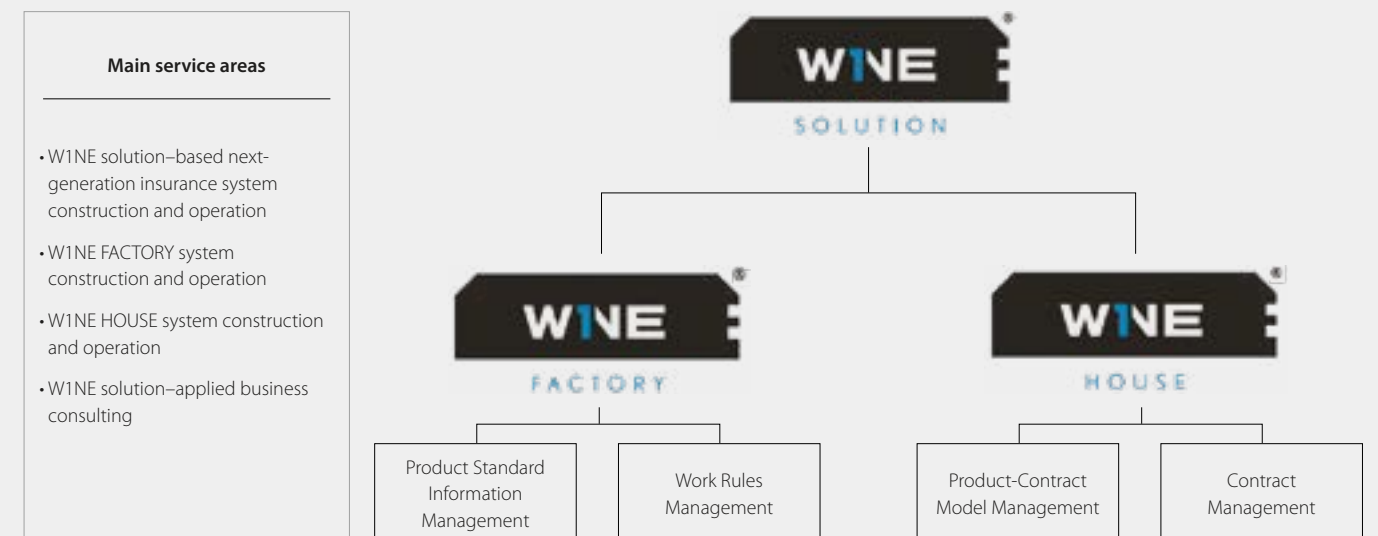 Main service areas
• W1NE solution–based next-
generation insurance system
construction and operation
• W1NE FACTORY system
construction and operation
• W1NE HOUSE system construction
and operation
• W1NE solution–applied business
consulting
W1NE ®
SOLUTION
W1NE ®
FACTORY
W1NE ®
HOUSE
Product Standard
Information
Management
Work Rules
Management
Product-Contract
Model Management
Contract
Management